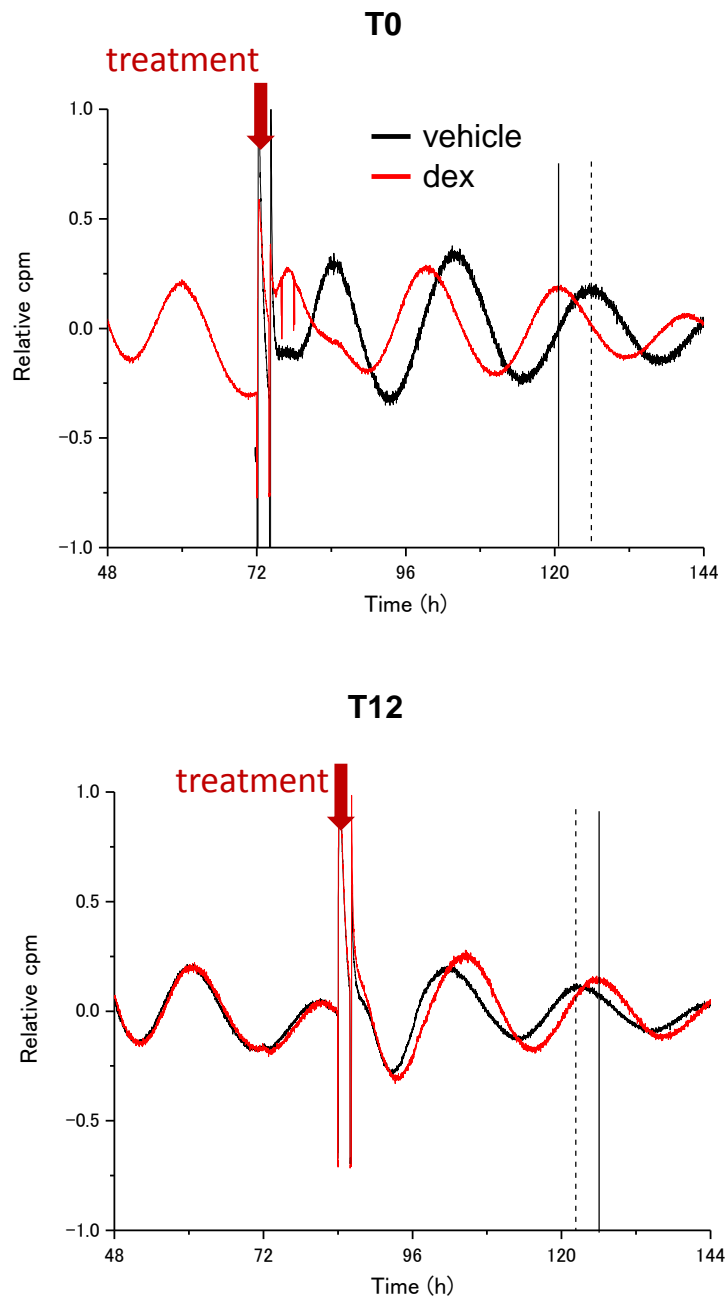 T0
treatment
vehicle
dex
1.0
0.5
0.0
−0.5
−1.0
Relative cpm
48
72
96
120
144
Time (h)
T12
treatment
1.0
0.5
0.0
−0.5
−1.0
Relative cpm
48
72
96
120
144
Time (h)